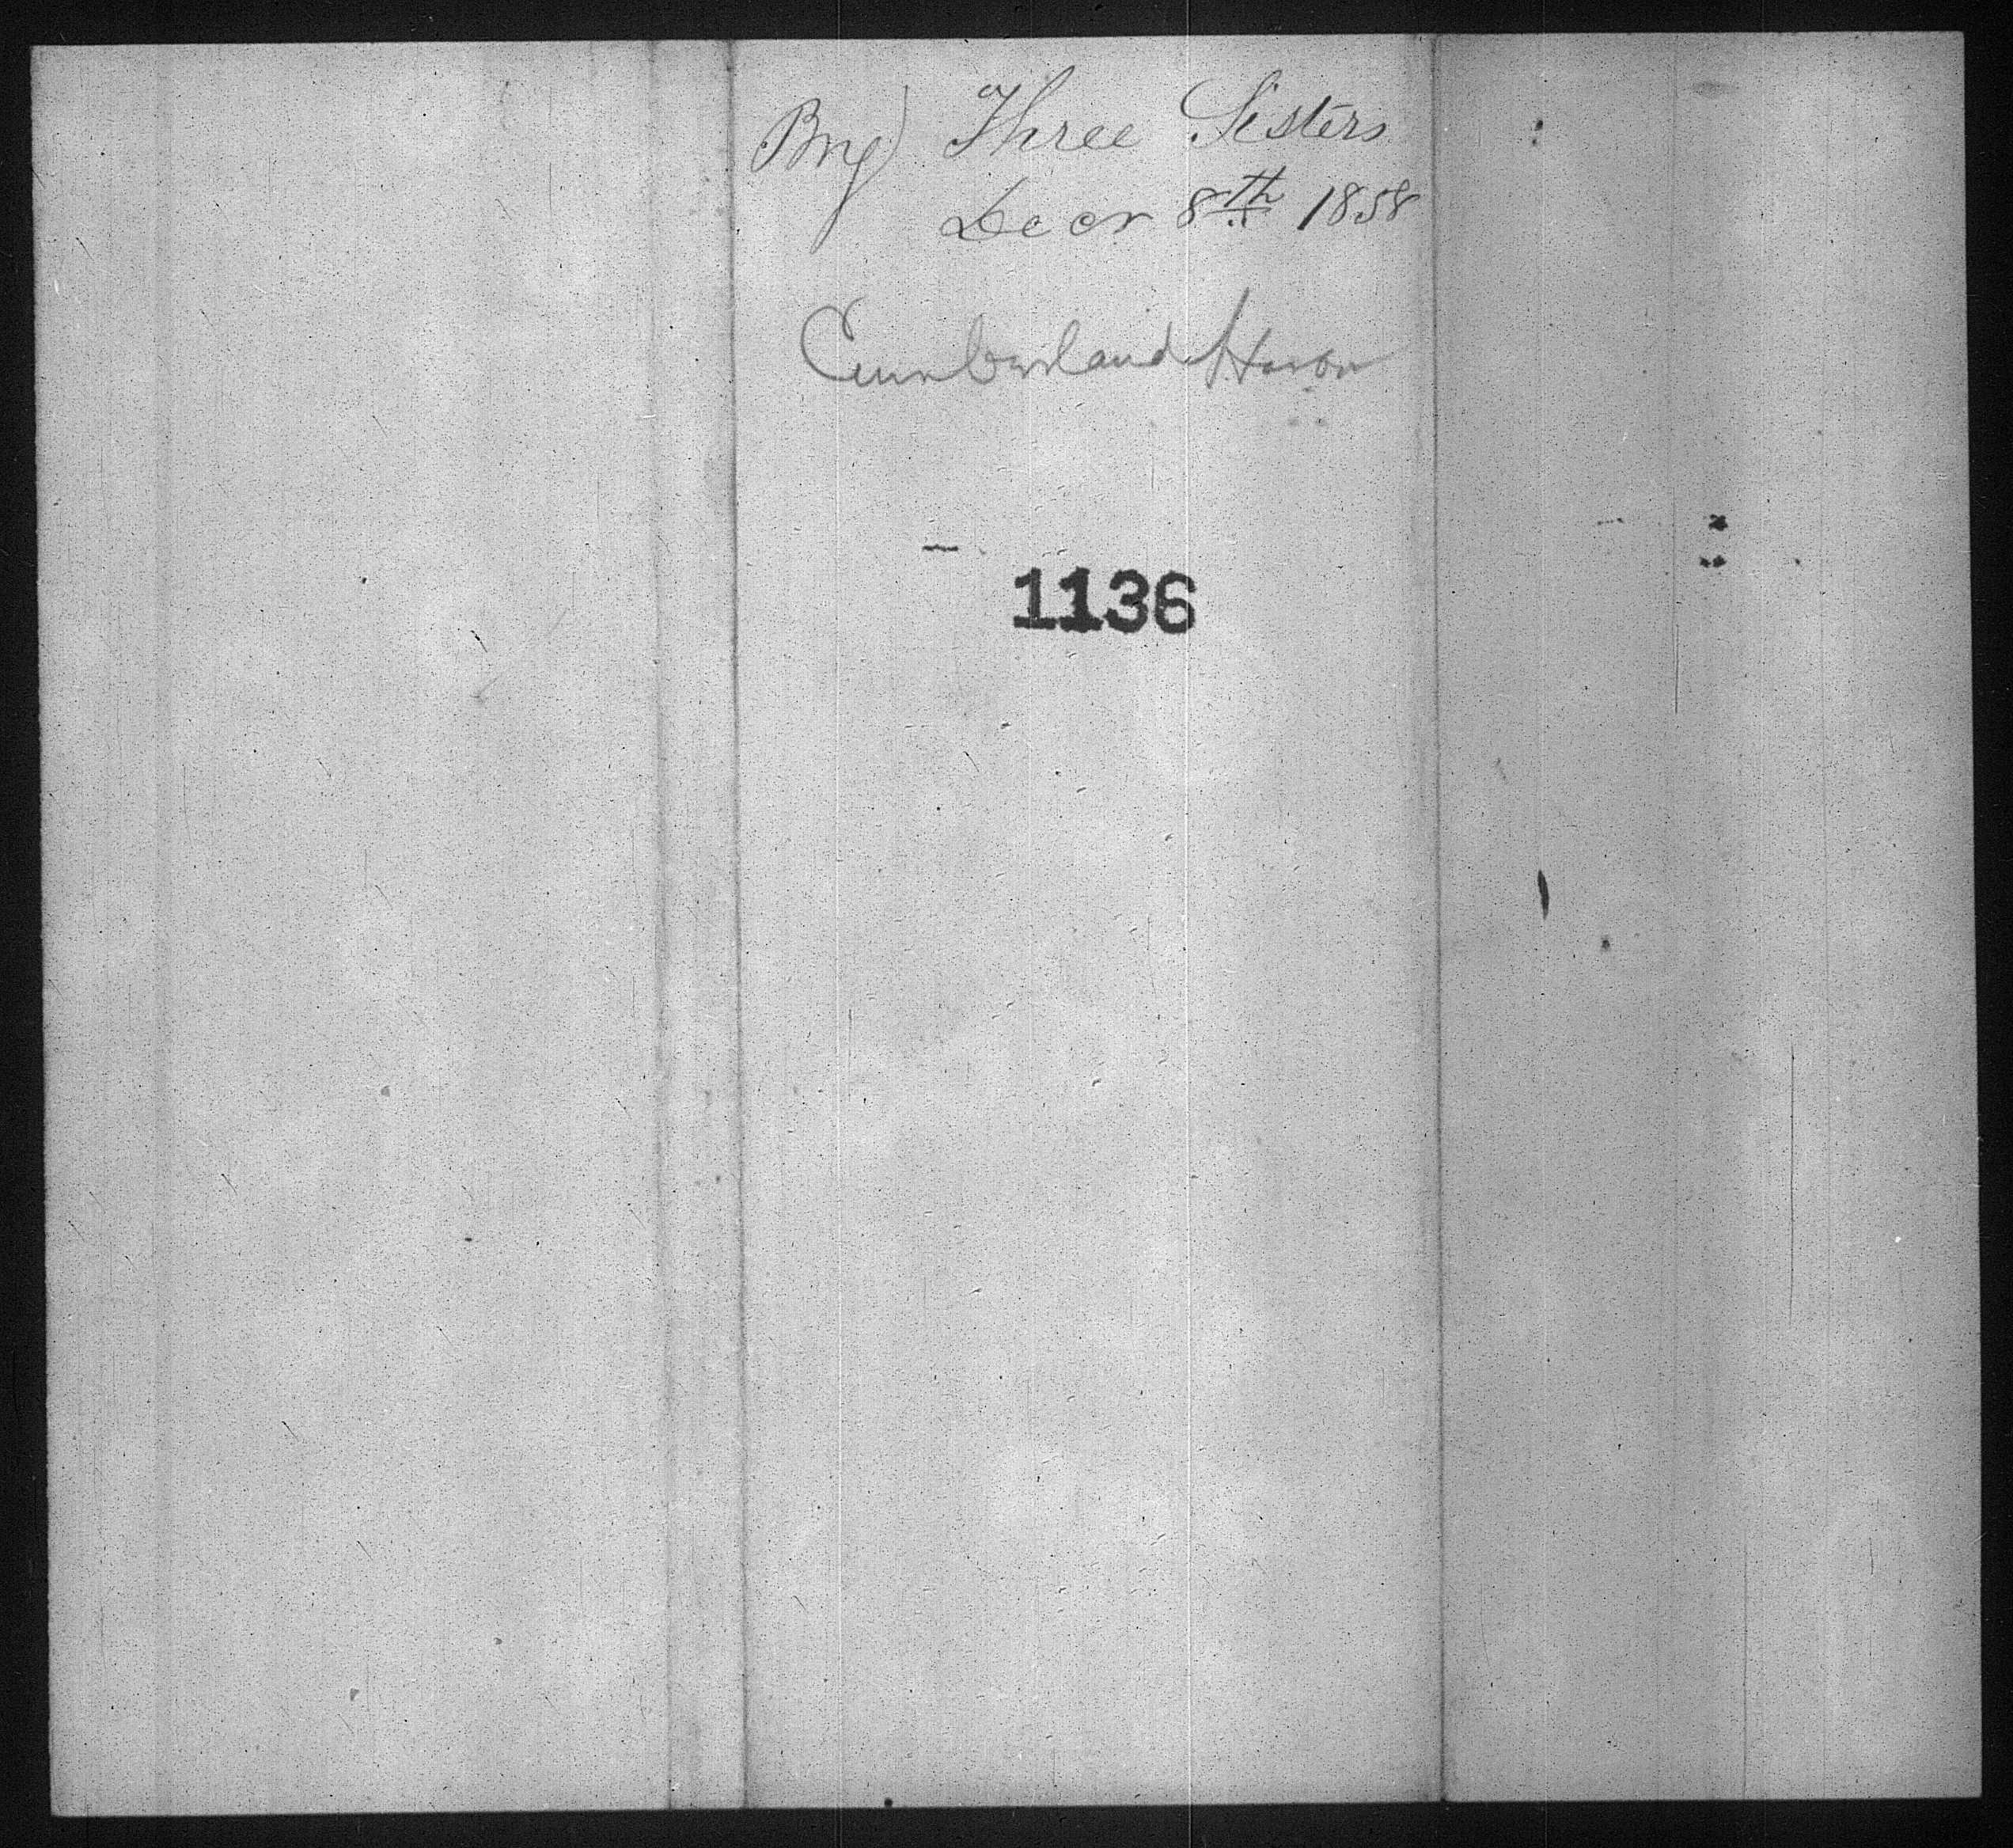 Brig Three Sisters
Decr 8th 1858
Cumberland Harbor
1136